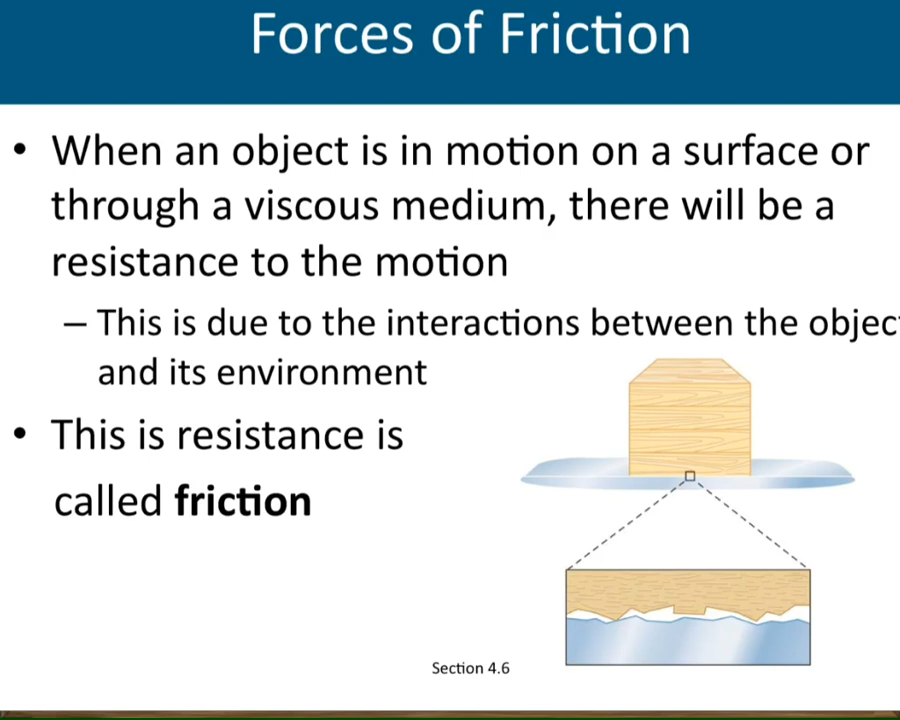 Forces of Friction
• When an object is in motion on a surface or
through a viscous medium, there will be a
resistance to the motion
– This is due to the interactions between the objec
and its environment
• This is resistance is
called friction
Section 4.6